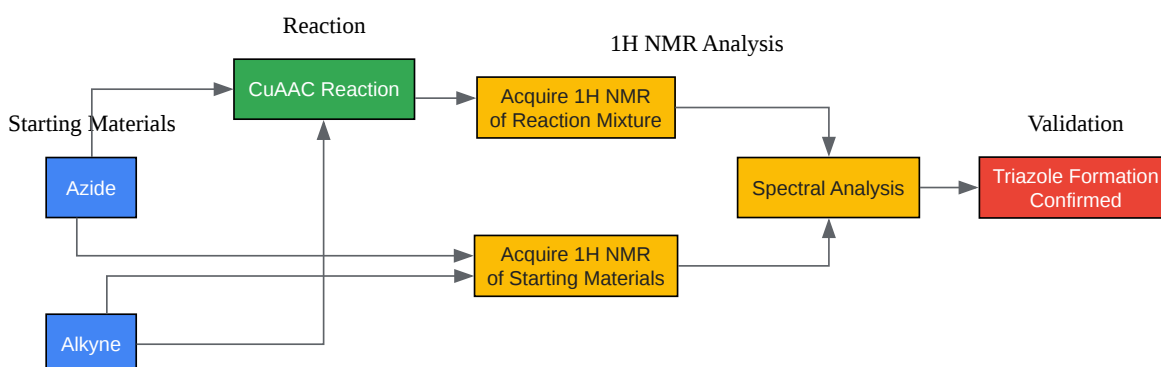 Reaction
1H NMR Analysis
CuAAC Reaction
Acquire 1H NMR
of Reaction Mixture
Starting Materials
Validation
Azide
Spectral Analysis
Triazole Formation
Confirmed
Acquire 1H NMR
of Starting Materials
Alkyne